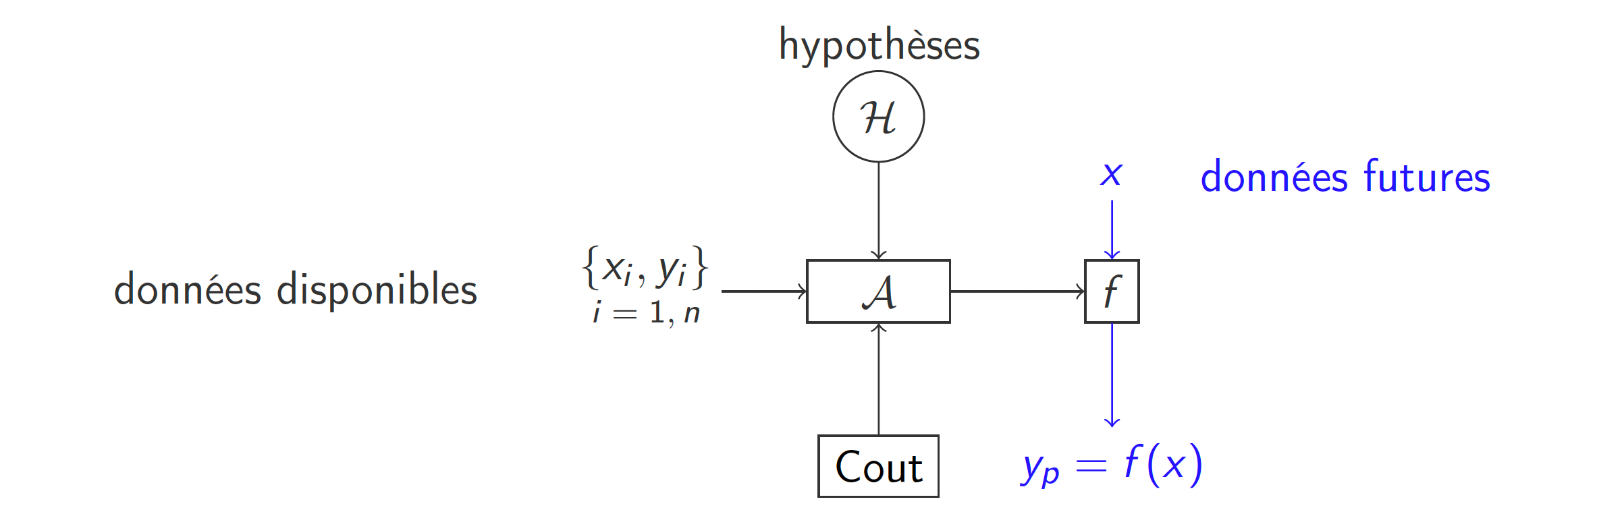 hypothèses
ℋ
x
données futures
données disponibles
{xᵢ, yᵢ}
i = 1, n
𝒜
f
Cout
yₚ = f(x)